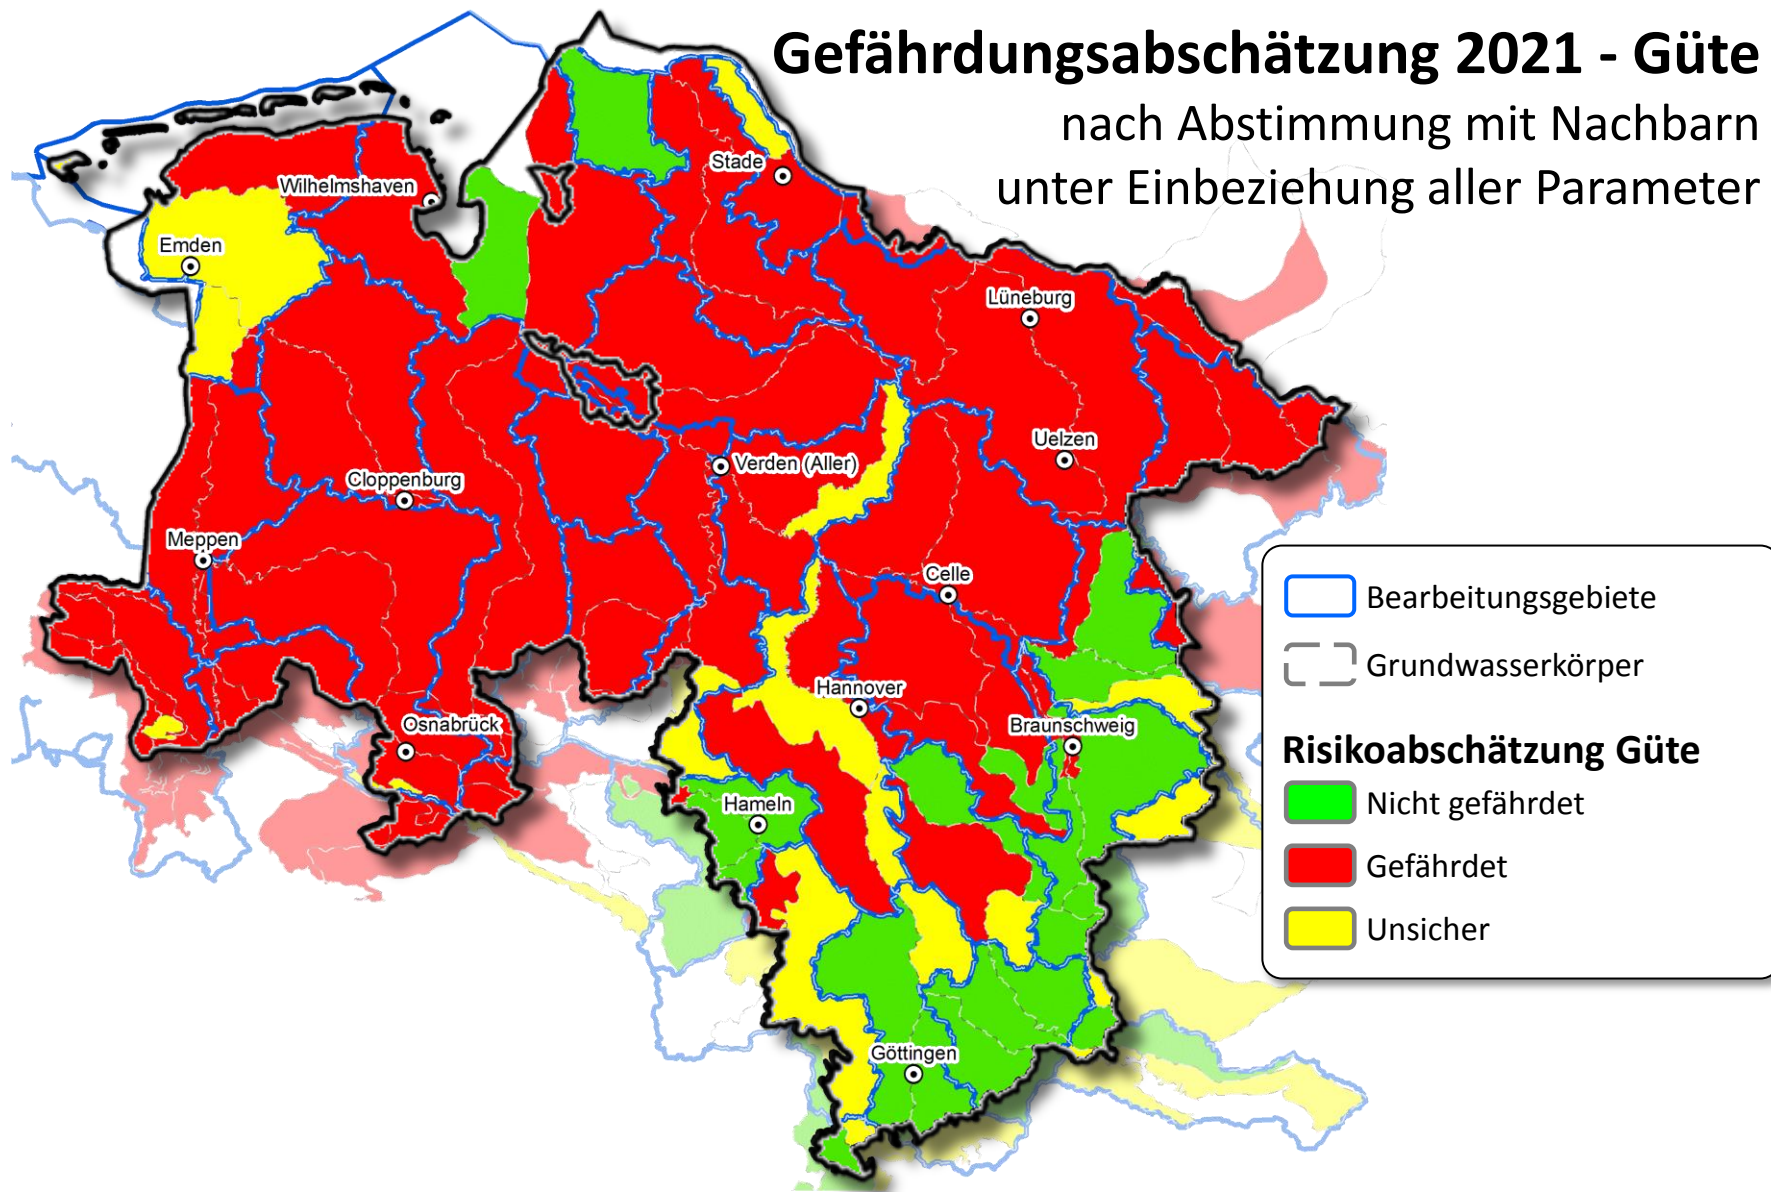 Gefährdungsabschätzung 2021 - Güte
nach Abstimmung mit Nachbarn
unter Einbeziehung aller Parameter
Stade
Wilhelmshaven
Emden
Lüneburg
Uelzen
Verden (Aller)
Cloppenburg
Meppen
Celle
Hannover
Osnabrück
Braunschweig
Hameln
Göttingen
Bearbeitungsgebiete
Grundwasserkörper
Risikoabschätzung Güte
Nicht gefährdet
Gefährdet
Unsicher